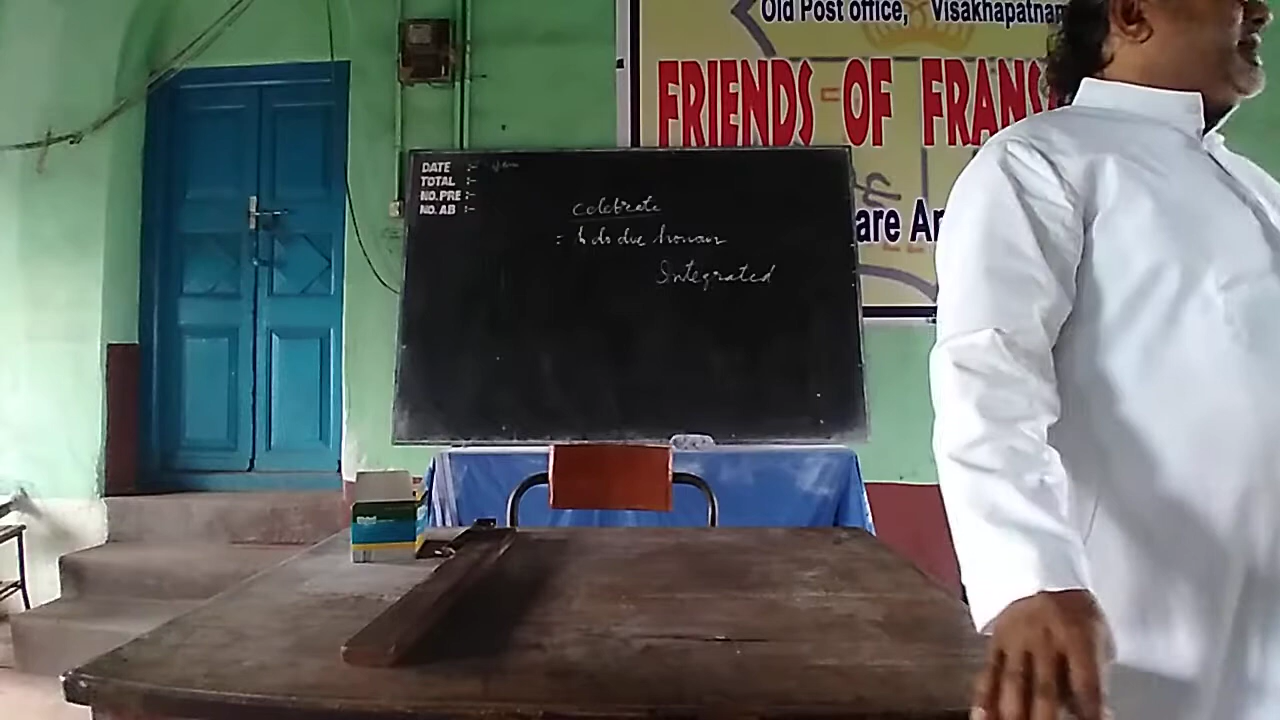 Old Post office, Visakhapatnam
FRIENDS OF FRANS
are Ar
DATE :-
TOTAL :-
NO. PRE :-
NO. AB :-
celebrate
= to do due honour
Integrated